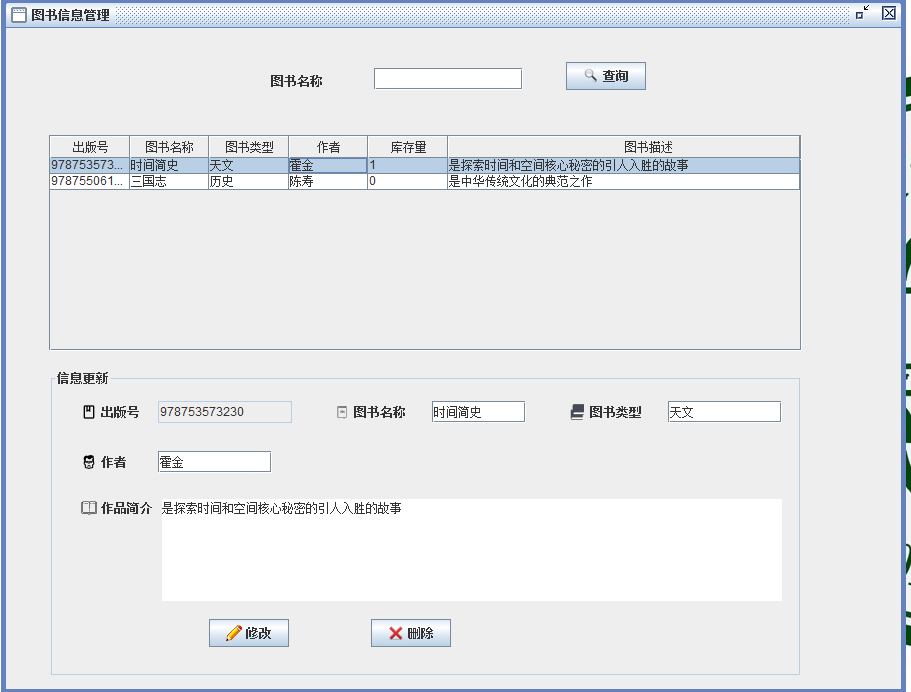 图书信息管理
图书名称 查询
出版号 图书名称 图书类型 作者 库存量 图书描述
978753573... 时间简史 天文 霍金 1 是探索时间和空间核心秘密的引人入胜的故事
978755061... 三国志 历史 陈寿 0 是中华传统文化的典范之作
信息更新
出版号 978753573230 图书名称 时间简史 图书类型 天文
作者 霍金
作品简介 是探索时间和空间核心秘密的引人入胜的故事
修改 删除